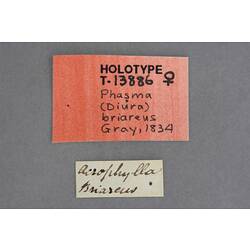 HOLOTYPE
T-13886 ♀
Phasma
(Diura)
briareus
Gray, 1834
Acrophylla
Briareus.